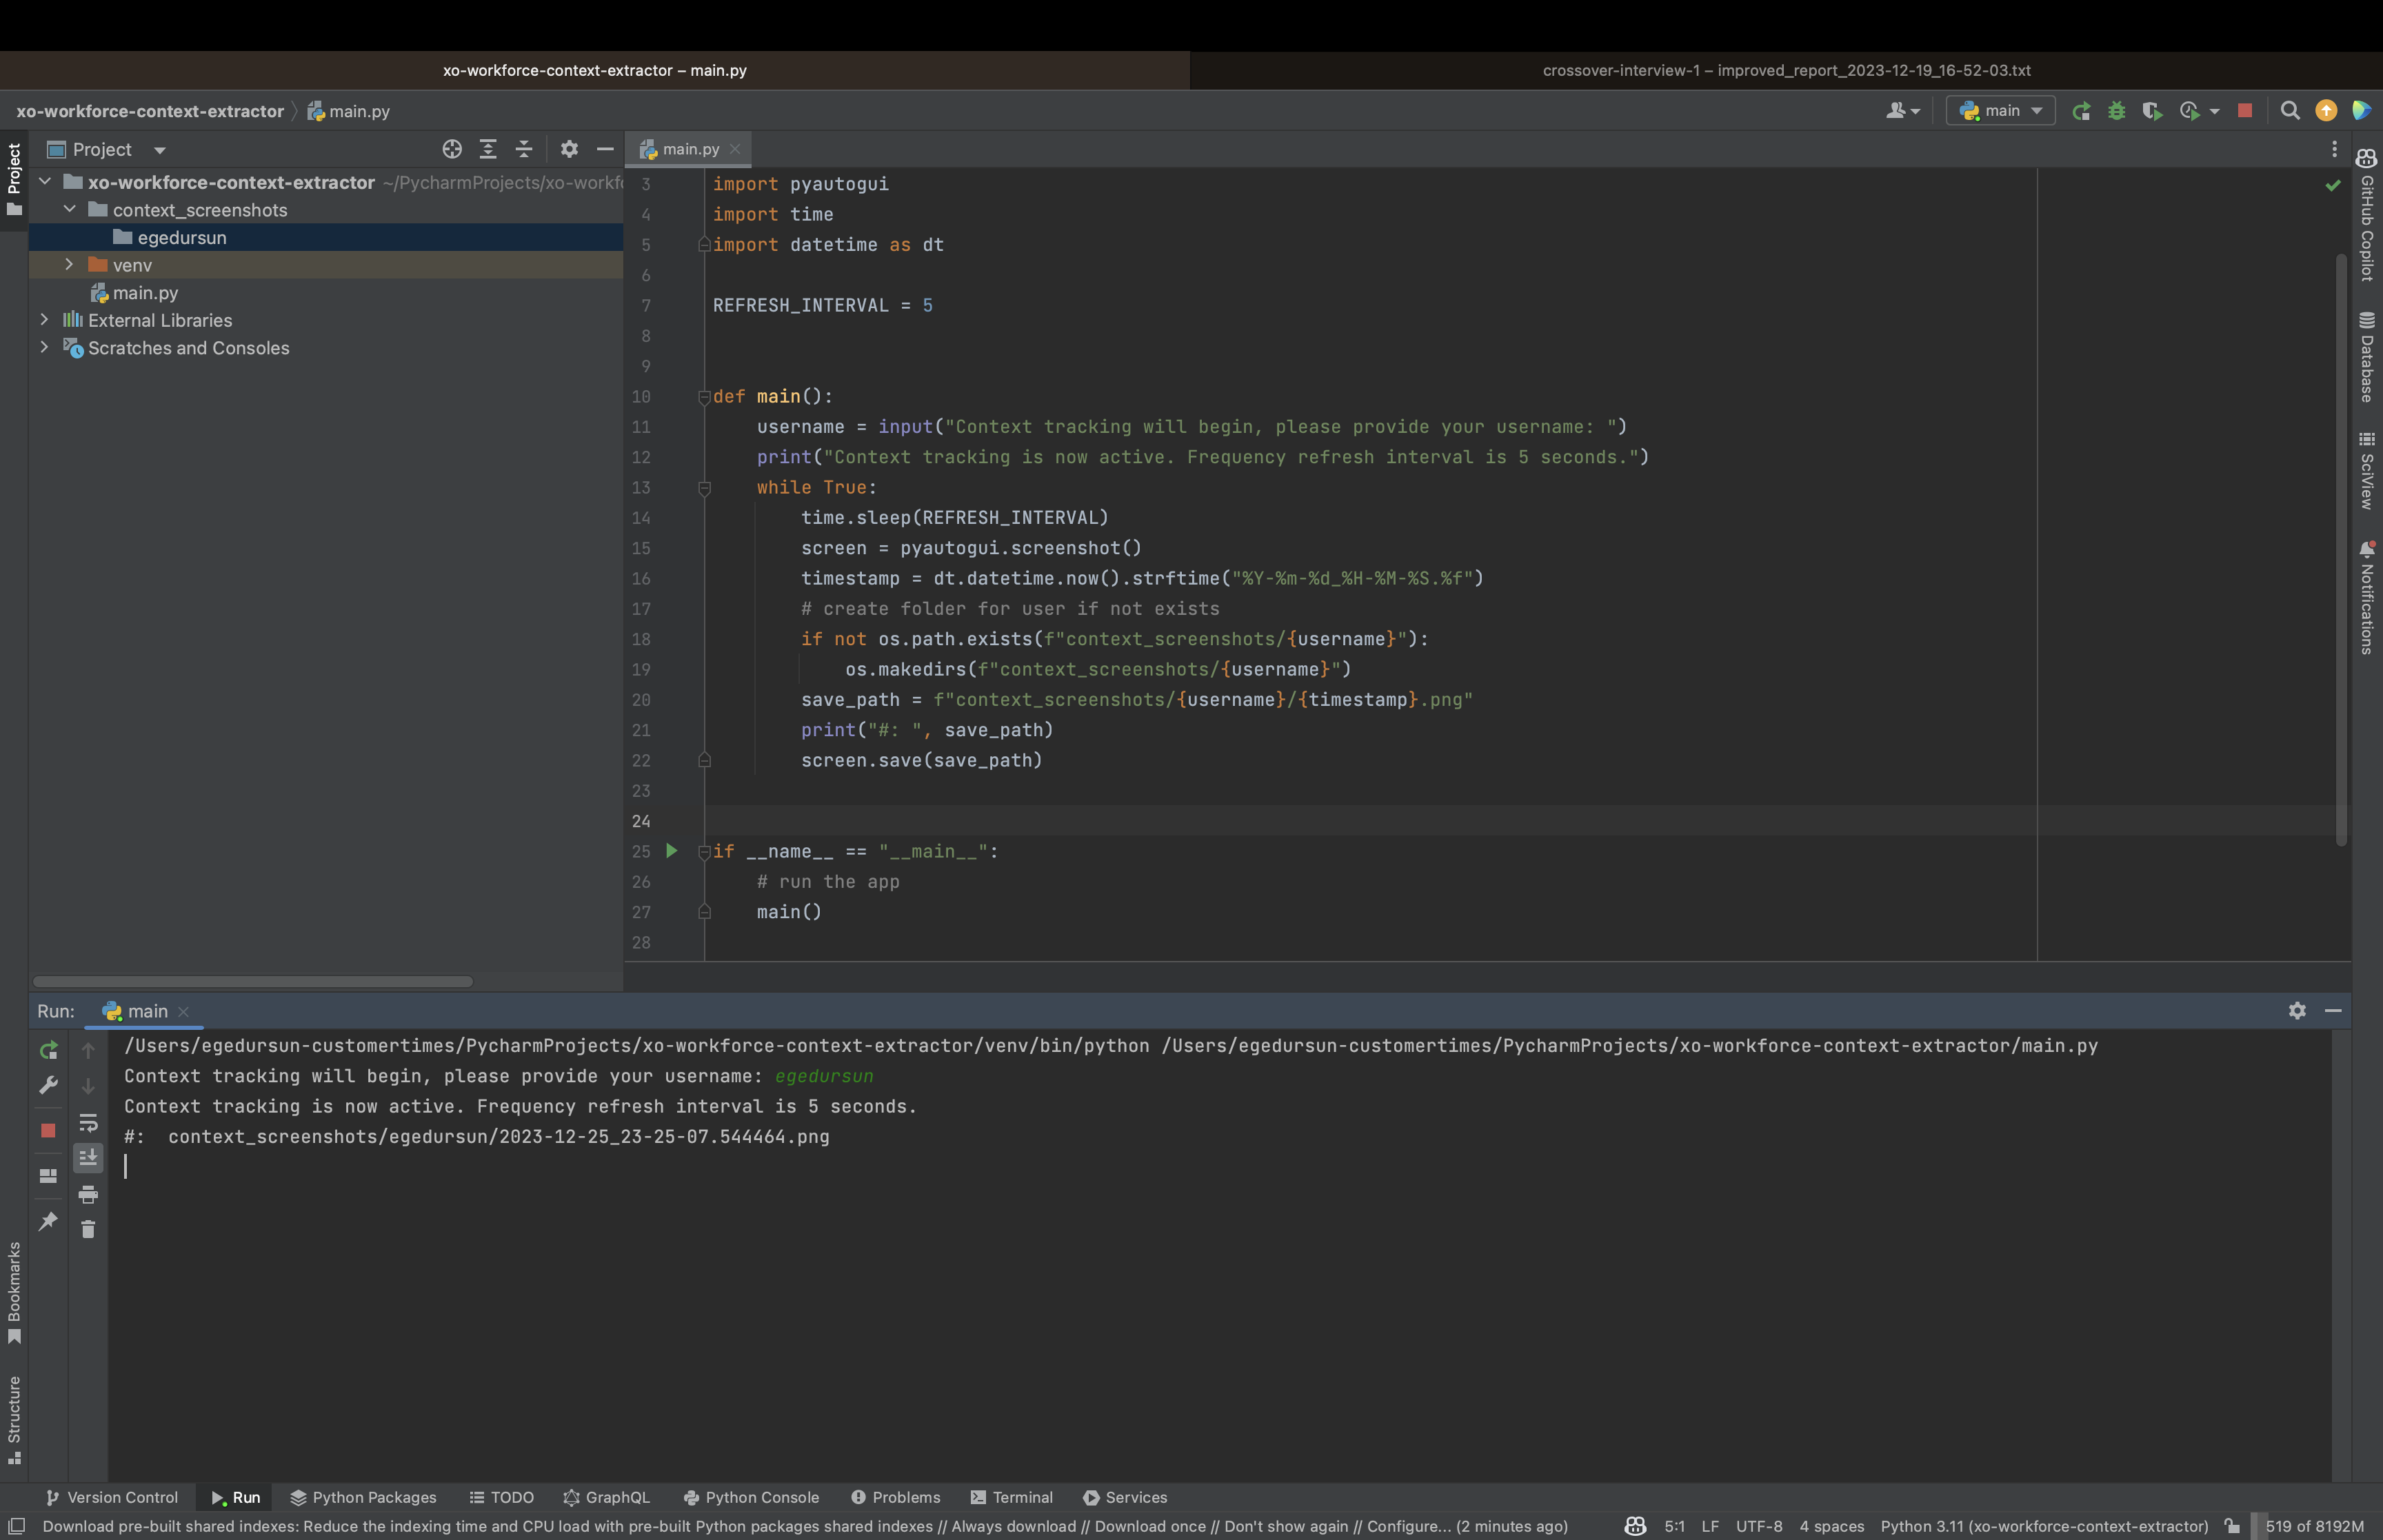 xo-workforce-context-extractor – main.py
crossover-interview-1 – improved_report_2023-12-19_16-52-03.txt
xo-workforce-context-extractor
main.py
main
Project
Project
main.py
xo-workforce-context-extractor ~/PycharmProjects/xo-workf
context_screenshots
egedursun
venv
main.py
External Libraries
Scratches and Consoles
3 import pyautogui
4 import time
5 import datetime as dt
6
7 REFRESH_INTERVAL = 5
8
9
10 def main():
11 username = input("Context tracking will begin, please provide your username: ")
12 print("Context tracking is now active. Frequency refresh interval is 5 seconds.")
13 while True:
14 time.sleep(REFRESH_INTERVAL)
15 screen = pyautogui.screenshot()
16 timestamp = dt.datetime.now().strftime("%Y-%m-%d_%H-%M-%S.%f")
17 # create folder for user if not exists
18 if not os.path.exists(f"context_screenshots/{username}"):
19 os.makedirs(f"context_screenshots/{username}")
20 save_path = f"context_screenshots/{username}/{timestamp}.png"
21 print("#: ", save_path)
22 screen.save(save_path)
23
24
25 if __name__ == "__main__":
26 # run the app
27 main()
28
GitHub Copilot
Database
SciView
Notifications
Run:
main
/Users/egedursun-customertimes/PycharmProjects/xo-workforce-context-extractor/venv/bin/python /Users/egedursun-customertimes/PycharmProjects/xo-workforce-context-extractor/main.py
Context tracking will begin, please provide your username: egedursun
Context tracking is now active. Frequency refresh interval is 5 seconds.
#:  context_screenshots/egedursun/2023-12-25_23-25-07.544464.png
Bookmarks
Structure
Version Control
Run
Python Packages
TODO
GraphQL
Python Console
Problems
Terminal
Services
Download pre-built shared indexes: Reduce the indexing time and CPU load with pre-built Python packages shared indexes // Always download // Download once // Don't show again // Configure... (2 minutes ago)
5:1
LF
UTF-8
4 spaces
Python 3.11 (xo-workforce-context-extractor)
519 of 8192M